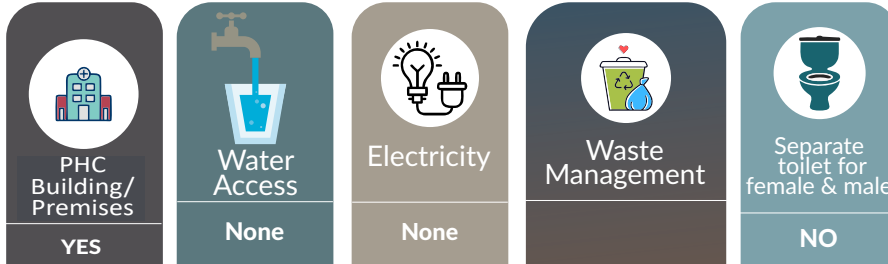 PHC
Building/
Premises
YES
Water
Access
None
Electricity
None
Waste
Management
Separate
toilet for
female & male
NO